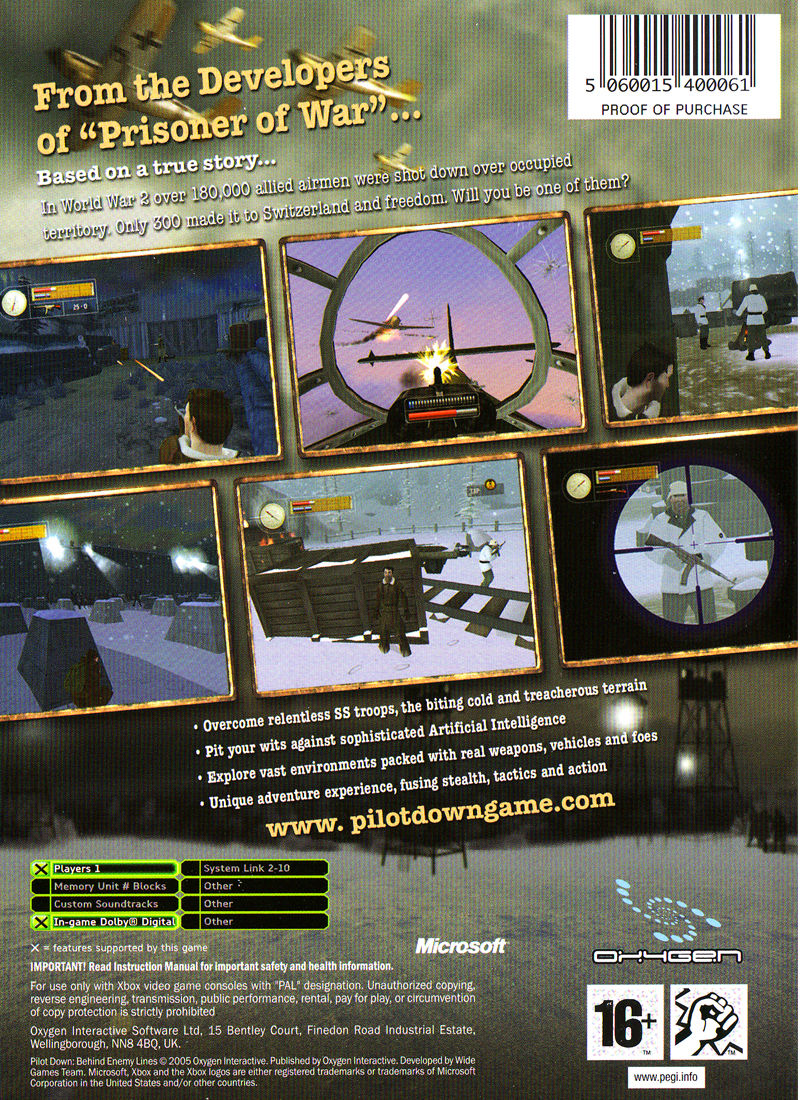 From the Developers
of "Prisoner of War"...
5 060015 400061
PROOF OF PURCHASE
Based on a true story...
In World War 2 over 180,000 allied airmen were shot down over occupied
territory. Only 300 made it to Switzerland and freedom. Will you be one of them?
25·0
• Overcome relentless SS troops, the biting cold and treacherous terrain
• Pit your wits against sophisticated Artificial Intelligence
• Explore vast environments packed with real weapons, vehicles and foes
• Unique adventure experience, fusing stealth, tactics and action
www. pilotdowngame.com
X Players 1
System Link 2-10
Memory Unit # Blocks
Other
Custom Soundtracks
Other
X In-game Dolby® Digital
Other
X = features supported by this game
Microsoft
OXYGEN
IMPORTANT! Read Instruction Manual for important safety and health information.
For use only with Xbox video game consoles with "PAL" designation. Unauthorized copying,
reverse engineering, transmission, public performance, rental, pay for play, or circumvention
of copy protection is strictly prohibited
Oxygen Interactive Software Ltd, 15 Bentley Court, Finedon Road Industrial Estate,
Wellingborough, NN8 4BQ, UK.
Pilot Down: Behind Enemy Lines © 2005 Oxygen Interactive. Published by Oxygen Interactive. Developed by Wide
Games Team. Microsoft, Xbox and the Xbox logos are either registered trademarks or trademarks of Microsoft
Corporation in the United States and/or other countries.
16+
TM
TM
www.pegi.info